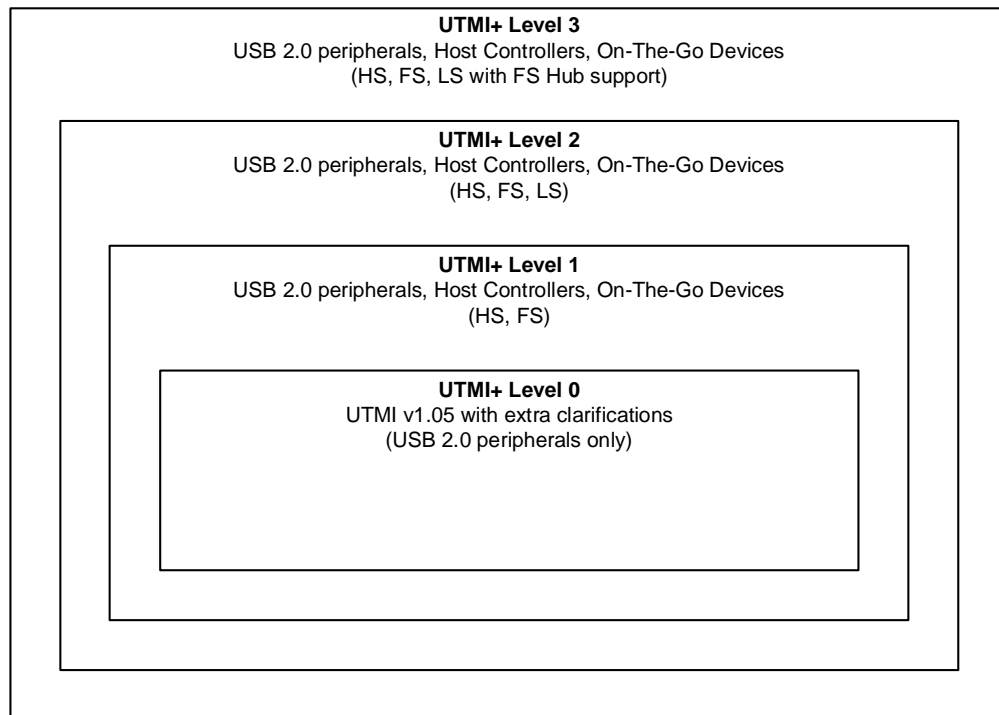 UTMI+ Level 3
USB 2.0 peripherals, Host Controllers, On-The-Go Devices
(HS, FS, LS with FS Hub support)
UTMI+ Level 2
USB 2.0 peripherals, Host Controllers, On-The-Go Devices
(HS, FS, LS)
UTMI+ Level 1
USB 2.0 peripherals, Host Controllers, On-The-Go Devices
(HS, FS)
UTMI+ Level 0
UTMI v1.05 with extra clarifications
(USB 2.0 peripherals only)